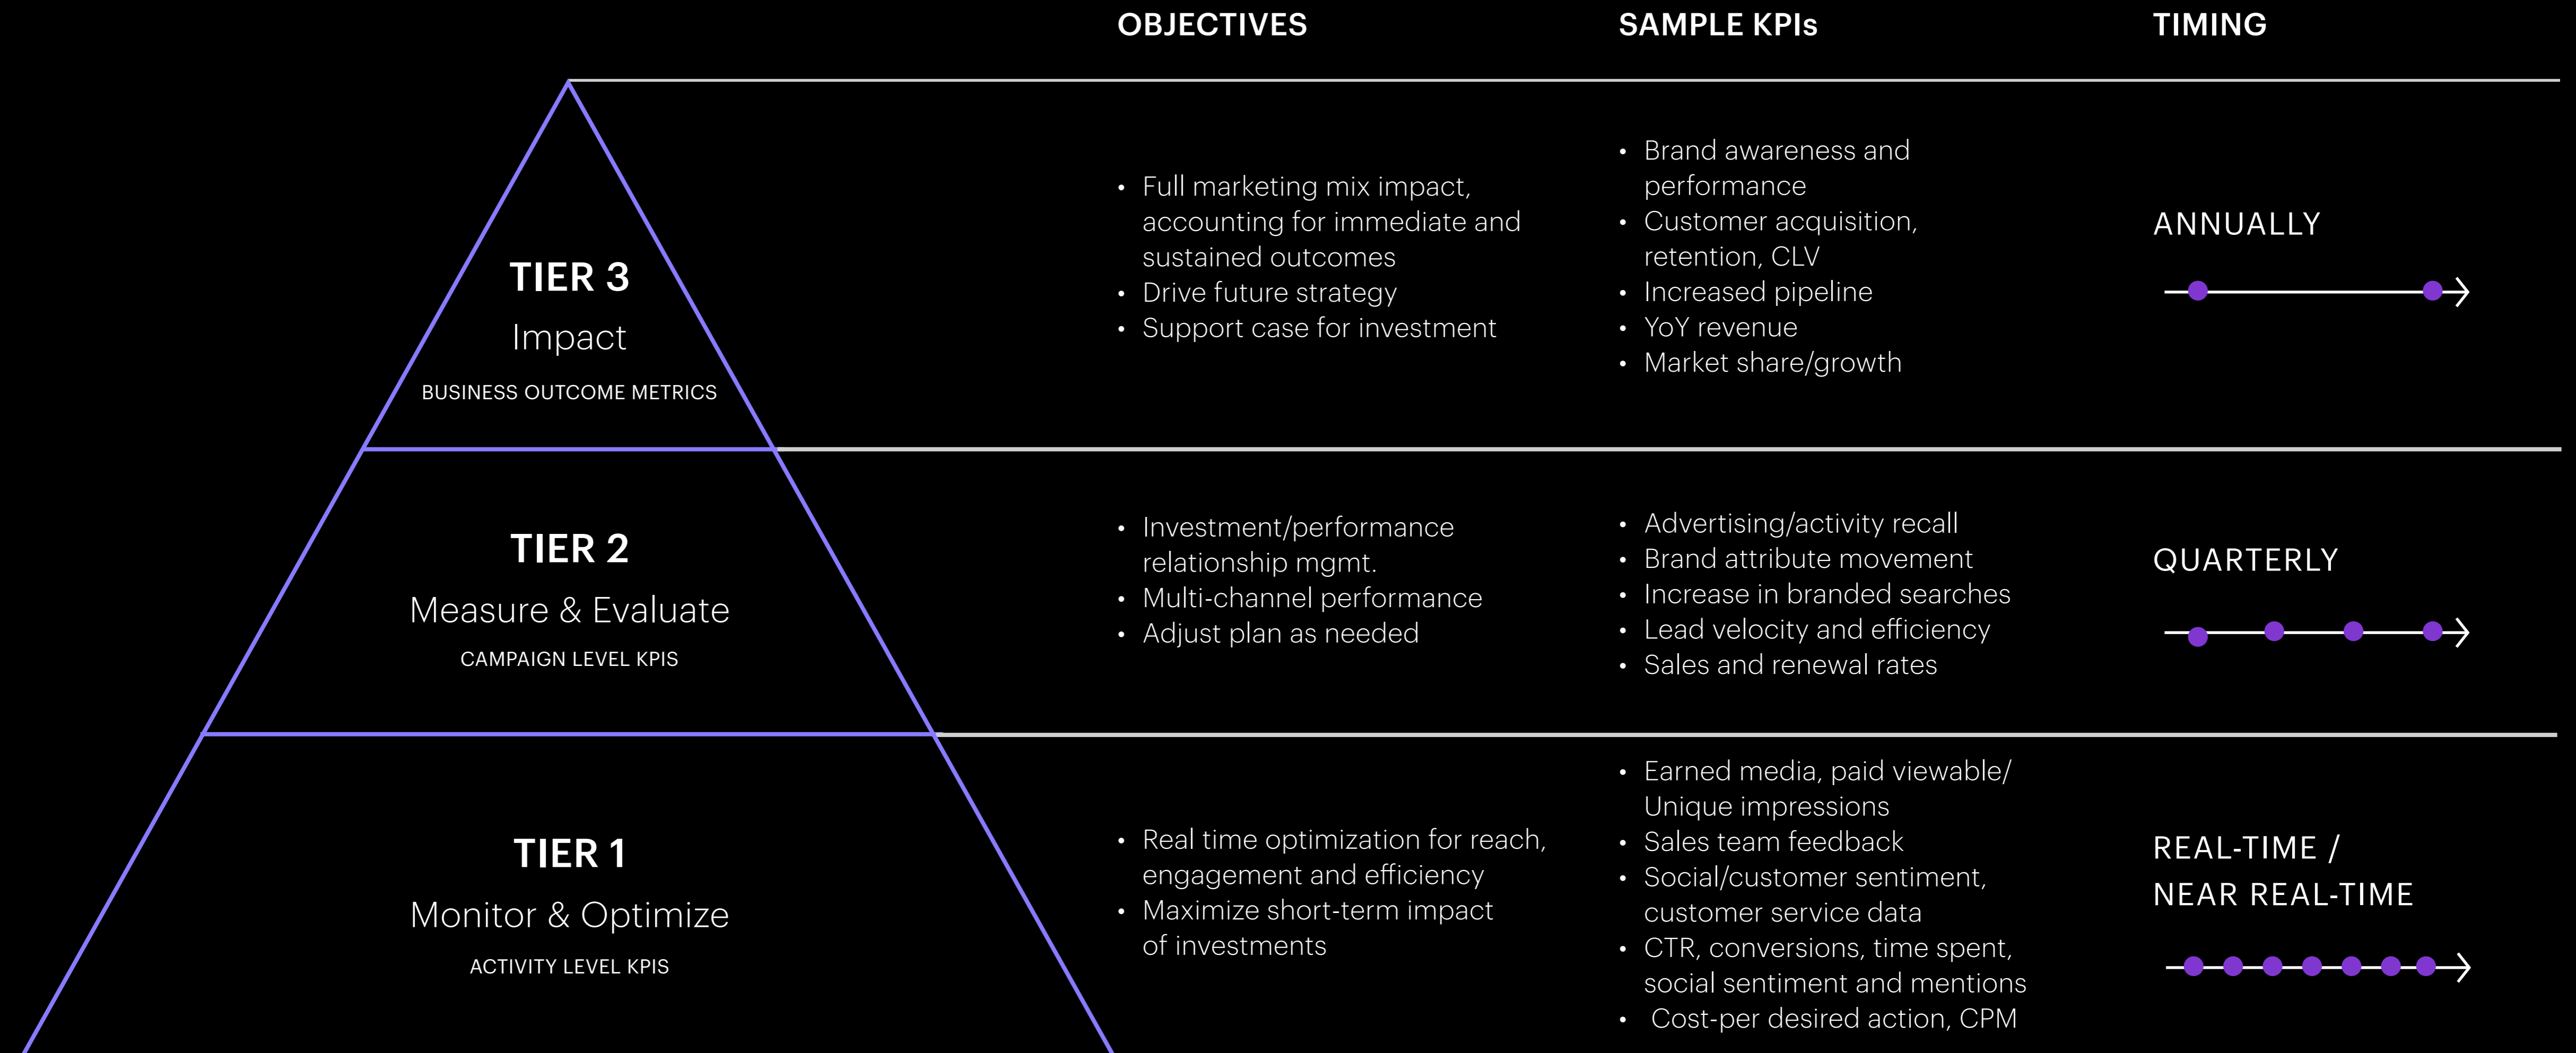 OBJECTIVES
SAMPLE KPIs
TIMING
TIER 3
Impact
BUSINESS OUTCOME METRICS
• Full marketing mix impact,
accounting for immediate and
sustained outcomes
• Drive future strategy
• Support case for investment
• Brand awareness and
performance
• Customer acquisition,
retention, CLV
• Increased pipeline
• YoY revenue
• Market share/growth
ANNUALLY
TIER 2
Measure & Evaluate
CAMPAIGN LEVEL KPIS
• Investment/performance
relationship mgmt.
• Multi-channel performance
• Adjust plan as needed
• Advertising/activity recall
• Brand attribute movement
• Increase in branded searches
• Lead velocity and efficiency
• Sales and renewal rates
QUARTERLY
TIER 1
Monitor & Optimize
ACTIVITY LEVEL KPIS
• Real time optimization for reach,
engagement and efficiency
• Maximize short-term impact
of investments
• Earned media, paid viewable/
Unique impressions
• Sales team feedback
• Social/customer sentiment,
customer service data
• CTR, conversions, time spent,
social sentiment and mentions
• Cost-per desired action, CPM
REAL-TIME /
NEAR REAL-TIME